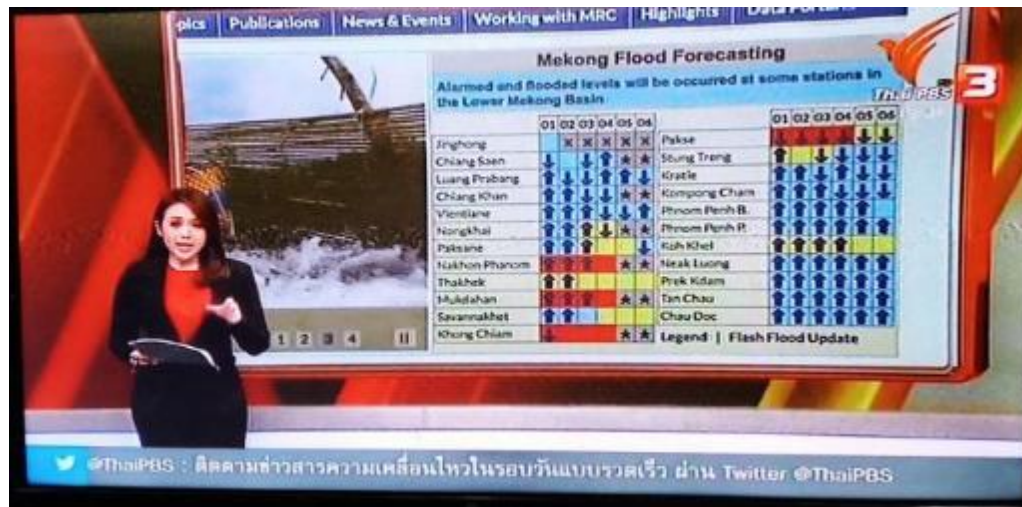 pics Publications News & Events Working with MRC Highlights Data Portal
Mekong Flood Forecasting
Alarmed and flooded levels will be occurred at some stations in
the Lower Mekong Basin
ThaiPBS 3
01 02 03 04 05 06
Jinghong
Chiang Saen
Luang Prabang
Chiang Khan
Vientiane
Nongkhai
Paksane
Nakhon Phanom
Thakhek
Mukdahan
Savannakhet
Khong Chiam
01 02 03 04 05 06
Pakse
Stung Treng
Kratie
Kompong Cham
Phnom Penh B.
Phnom Penh P.
Koh Khel
Neak Luong
Prek Kdam
Tan Chau
Chau Doc
Legend | Flash Flood Update
1 2 3 4 II
@ThaiPBS : ติดตามข่าวสารความเคลื่อนไหวในรอบวันแบบรวดเร็ว ผ่าน Twitter @ThaiPBS